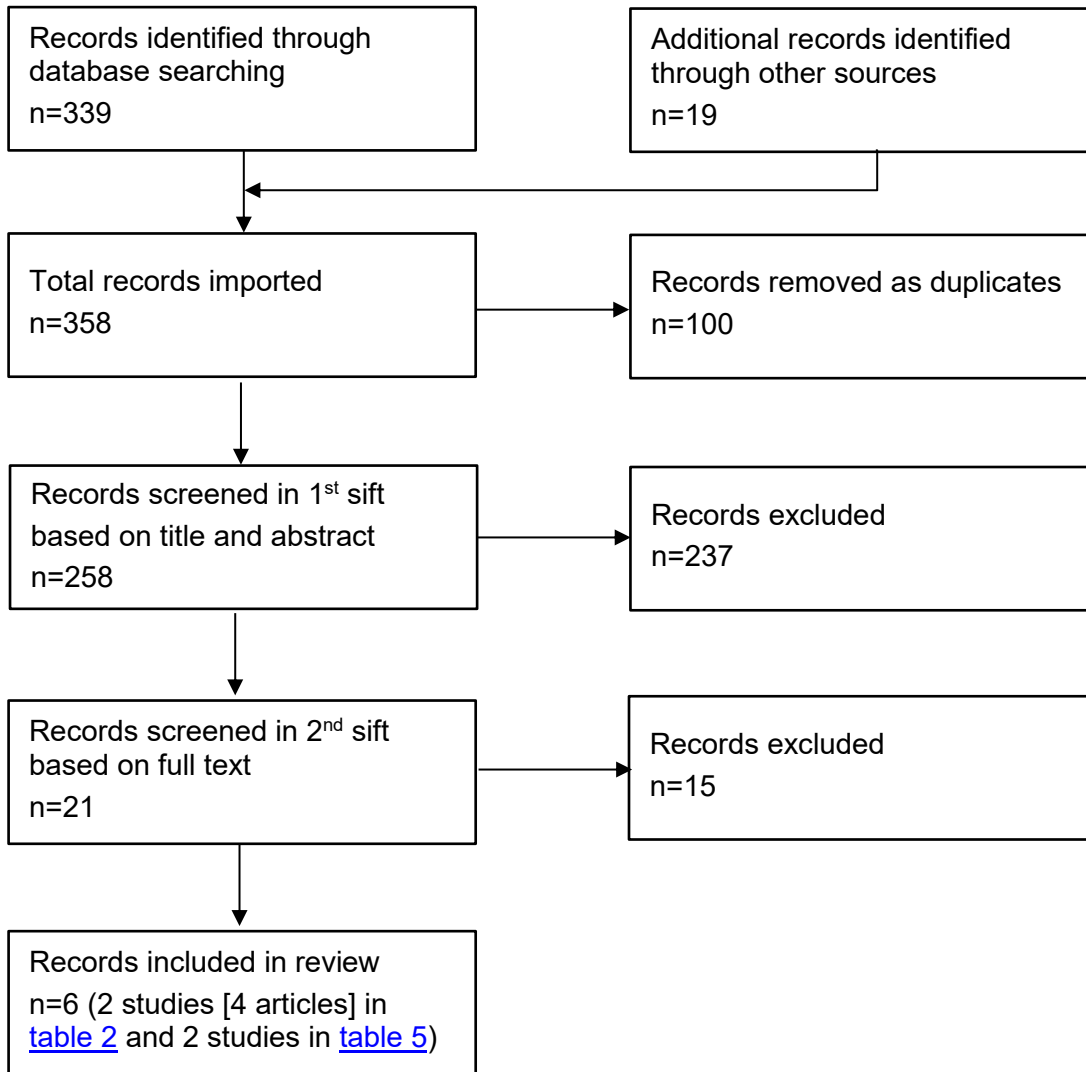 Records identified through
database searching
n=339
Additional records identified
through other sources
n=19
Total records imported
n=358
Records removed as duplicates
n=100
Records screened in 1st sift
based on title and abstract
n=258
Records excluded
n=237
Records screened in 2nd sift
based on full text
n=21
Records excluded
n=15
Records included in review
n=6 (2 studies [4 articles] in
table 2 and 2 studies in table 5)